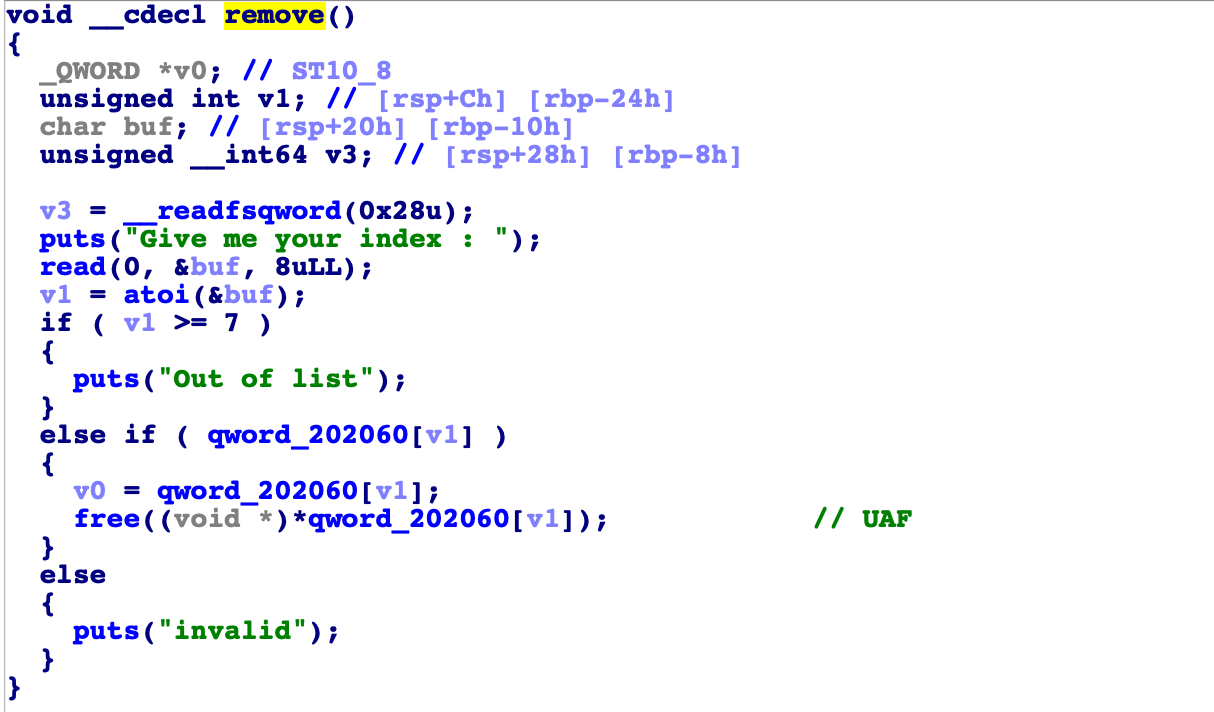 void __cdecl remove()
{
  _QWORD *v0; // ST10_8
  unsigned int v1; // [rsp+Ch] [rbp-24h]
  char buf; // [rsp+20h] [rbp-10h]
  unsigned __int64 v3; // [rsp+28h] [rbp-8h]

  v3 = __readfsqword(0x28u);
  puts("Give me your index : ");
  read(0, &buf, 8uLL);
  v1 = atoi(&buf);
  if ( v1 >= 7 )
  {
    puts("Out of list");
  }
  else if ( qword_202060[v1] )
  {
    v0 = qword_202060[v1];
    free((void *)*qword_202060[v1]);            // UAF
  }
  else
  {
    puts("invalid");
  }
}